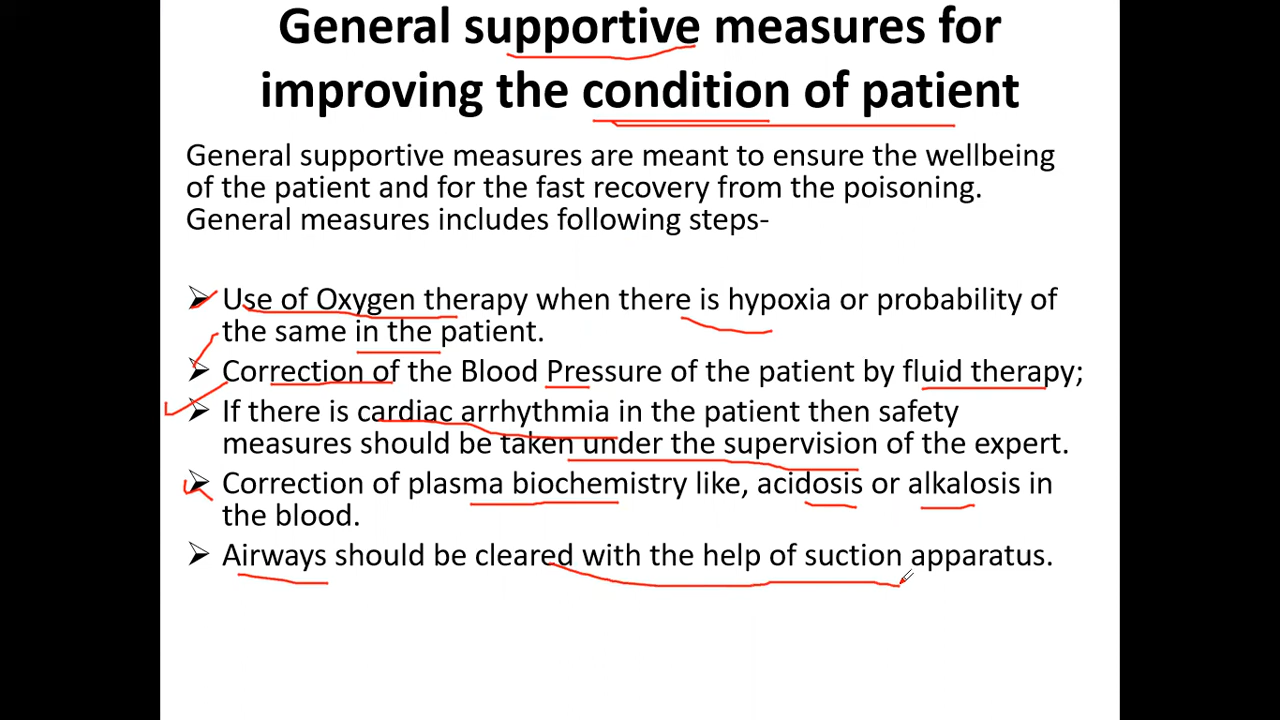 General supportive measures for
improving the condition of patient
General supportive measures are meant to ensure the wellbeing
of the patient and for the fast recovery from the poisoning.
General measures includes following steps-
➢ Use of Oxygen therapy when there is hypoxia or probability of
the same in the patient.
➢ Correction of the Blood Pressure of the patient by fluid therapy;
➢ If there is cardiac arrhythmia in the patient then safety
measures should be taken under the supervision of the expert.
➢ Correction of plasma biochemistry like, acidosis or alkalosis in
the blood.
➢ Airways should be cleared with the help of suction apparatus.